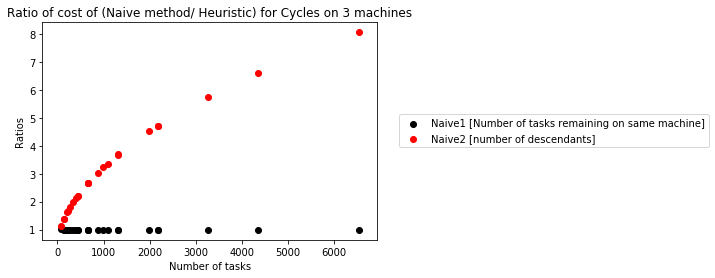 Ratio of cost of (Naive method/ Heuristic) for Cycles on 3 machines
8
7
6
5
4
3
2
1
Ratios
0 1000 2000 3000 4000 5000 6000
Number of tasks
Naive1 [Number of tasks remaining on same machine]
Naive2 [number of descendants]